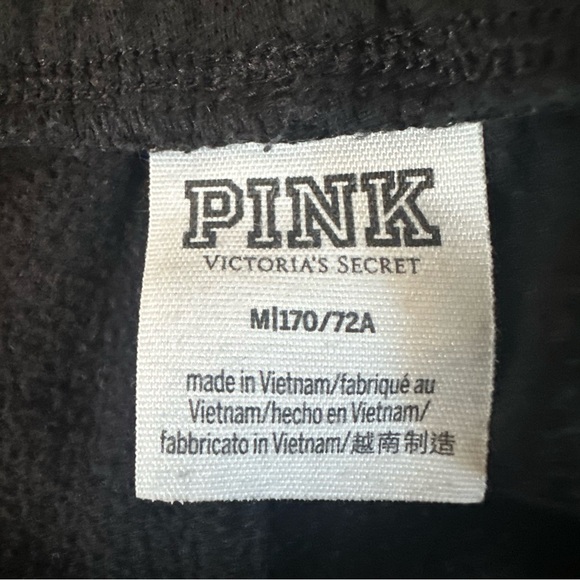 PINK
VICTORIA'S SECRET
M|170/72A
made in Vietnam/fabriqué au
Vietnam/hecho en Vietnam/
fabbricato in Vietnam/越南制造